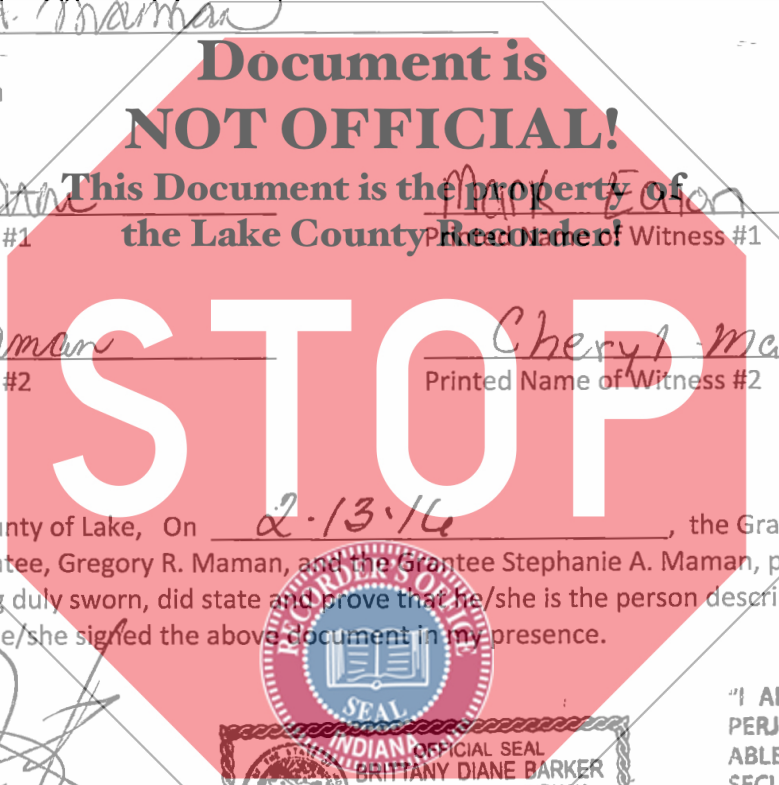 Maman
Document is
NOT OFFICIAL!
This Document is the property of
the Lake County Recorder!
Mark Eaton
#1
Printed Name of Witness #1
Cheryl Ma
#2
Printed Name of Witness #2
STOP
unty of Lake, On 2·13·16, the Gra
tee, Gregory R. Maman, and the Grantee Stephanie A. Maman, p
g duly sworn, did state and prove that he/she is the person descri
e/she signed the above document in my presence.
RECORDER'S OFFICE
SEAL
INDIANA
OFFICIAL SEAL
BRITTANY DIANE BARKER
"I A
PERJ
ABLE
SECU